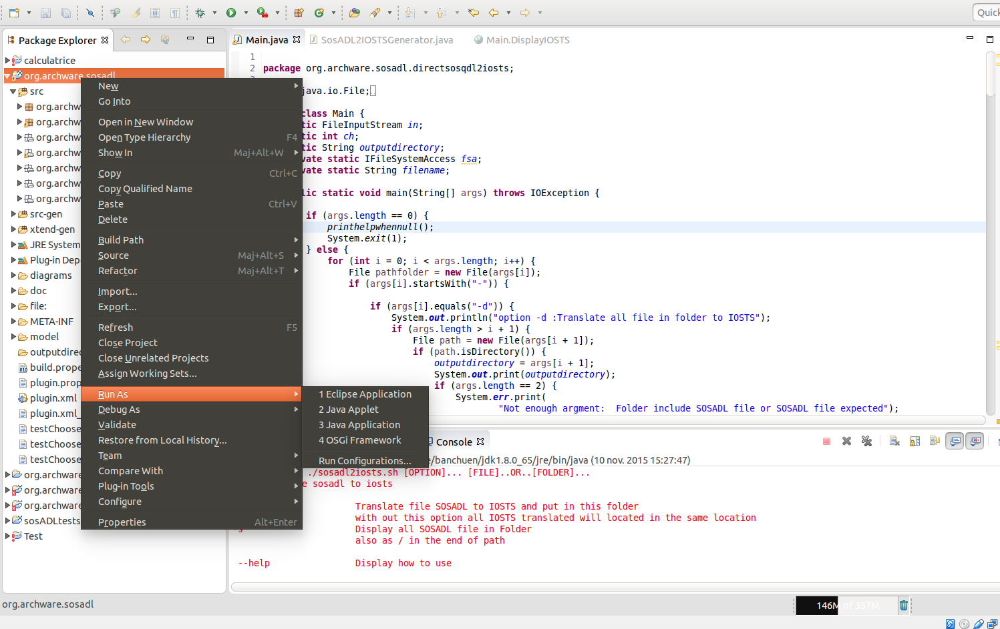 Quick
Package Explorer
calculatrice
org.archware.sosadl
src
org.archw
org.archw
org.archw
org.archw
org.archw
org.archw
org.archw
src-gen
xtend-gen
JRE System
Plug-in Dep
diagrams
doc
file:
META-INF
model
outputdirec
build.prope
plugin.prop
plugin.xml
plugin.xml_
testChoose
testChoose
testChoose
org.archware
org.archware
org.archware
sosADLtests
Test
New
Go Into
Open in New Window
Open Type Hierarchy F4
Show In Maj+Alt+W
Copy Ctrl+C
Copy Qualified Name
Paste Ctrl+V
Delete
Build Path
Source Maj+Alt+S
Refactor Maj+Alt+T
Import...
Export...
Refresh F5
Close Project
Close Unrelated Projects
Assign Working Sets...
Run As
Debug As
Validate
Restore from Local History...
Team
Compare With
Plug-in Tools
Configure
Properties Alt+Enter
1 Eclipse Application
2 Java Applet
3 Java Application
4 OSGi Framework
Run Configurations...
Main.java SosADL2IOSTSGenerator.java Main.DisplayIOSTS
1
2 package org.archware.sosadl.directsosqdl2iosts;
java.io.File;
class Main {
tic FileInputStream in;
tic int ch;
tic String outputdirectory;
vate static IFileSystemAccess fsa;
vate static String filename;
lic static void main(String[] args) throws IOException {
if (args.length == 0) {
printhelpwhennull();
System.exit(1);
} else {
for (int i = 0; i < args.length; i++) {
File pathfolder = new File(args[i]);
if (args[i].startsWith("-")) {
if (args[i].equals("-d")) {
System.out.println("option -d :Translate all file in folder to IOSTS");
if (args.length > i + 1) {
File path = new File(args[i + 1]);
if (path.isDirectory()) {
outputdirectory = args[i + 1];
System.out.print(outputdirectory);
if (args.length == 2) {
System.err.print(
"Not enough argment:  Folder include SOSADL file or SOSADL file expected");
Console
e/banchuen/jdk1.8.0_65/jre/bin/java (10 nov. 2015 15:27:47)
./sosadl2iosts.sh [OPTION]... [FILE]..OR..[FOLDER]...
e sosadl to iosts
Translate file SOSADL to IOSTS and put in this folder
with out this option all IOSTS translated will located in the same location
s Display all SOSADL file in Folder
also as / in the end of path
--help Display how to use
org.archware.sosadl
146M of 357M